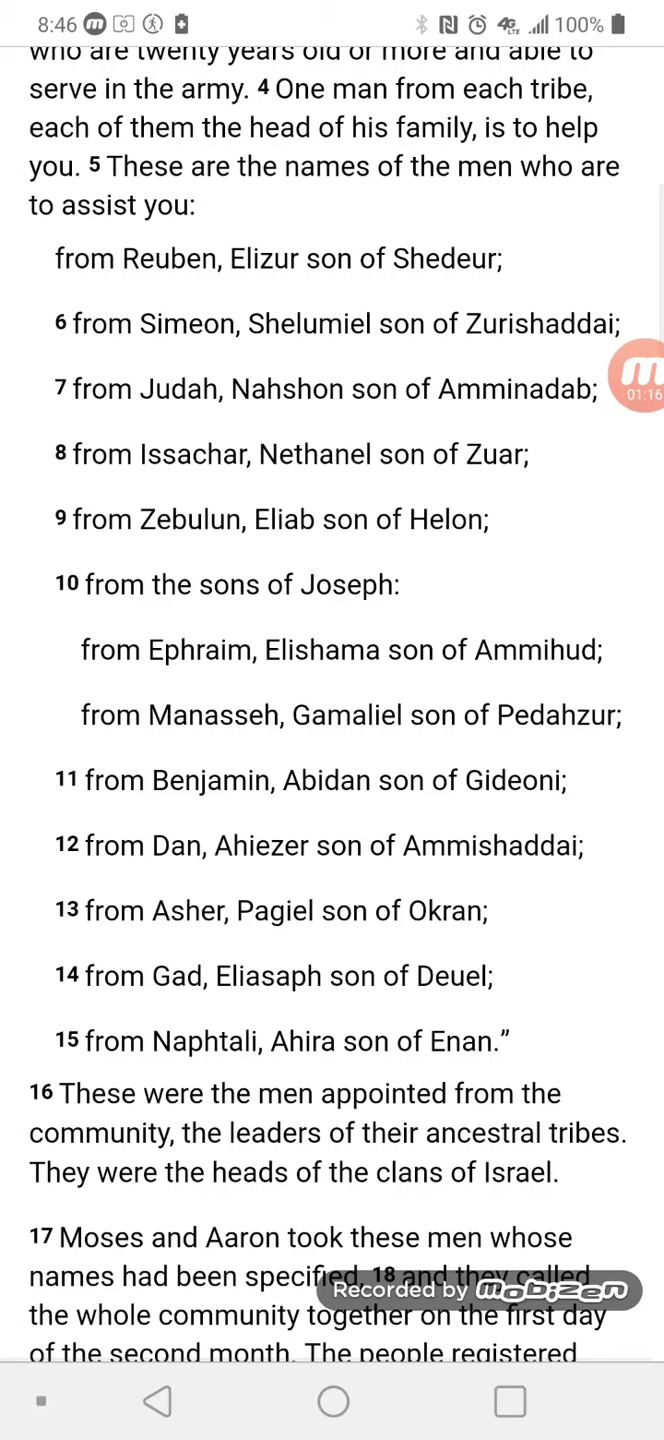 8:46 m 4G LTE 100%
who are twenty years old or more and able to
serve in the army. 4 One man from each tribe,
each of them the head of his family, is to help
you. 5 These are the names of the men who are
to assist you:
from Reuben, Elizur son of Shedeur;
6 from Simeon, Shelumiel son of Zurishaddai;
m
01:16
7 from Judah, Nahshon son of Amminadab;
8 from Issachar, Nethanel son of Zuar;
9 from Zebulun, Eliab son of Helon;
10 from the sons of Joseph:
from Ephraim, Elishama son of Ammihud;
from Manasseh, Gamaliel son of Pedahzur;
11 from Benjamin, Abidan son of Gideoni;
12 from Dan, Ahiezer son of Ammishaddai;
13 from Asher, Pagiel son of Okran;
14 from Gad, Eliasaph son of Deuel;
15 from Naphtali, Ahira son of Enan.”
16 These were the men appointed from the
community, the leaders of their ancestral tribes.
They were the heads of the clans of Israel.
17 Moses and Aaron took these men whose
names had been specified, 18 and they called
Recorded by mobizen
the whole community together on the first day
of the second month. The people registered